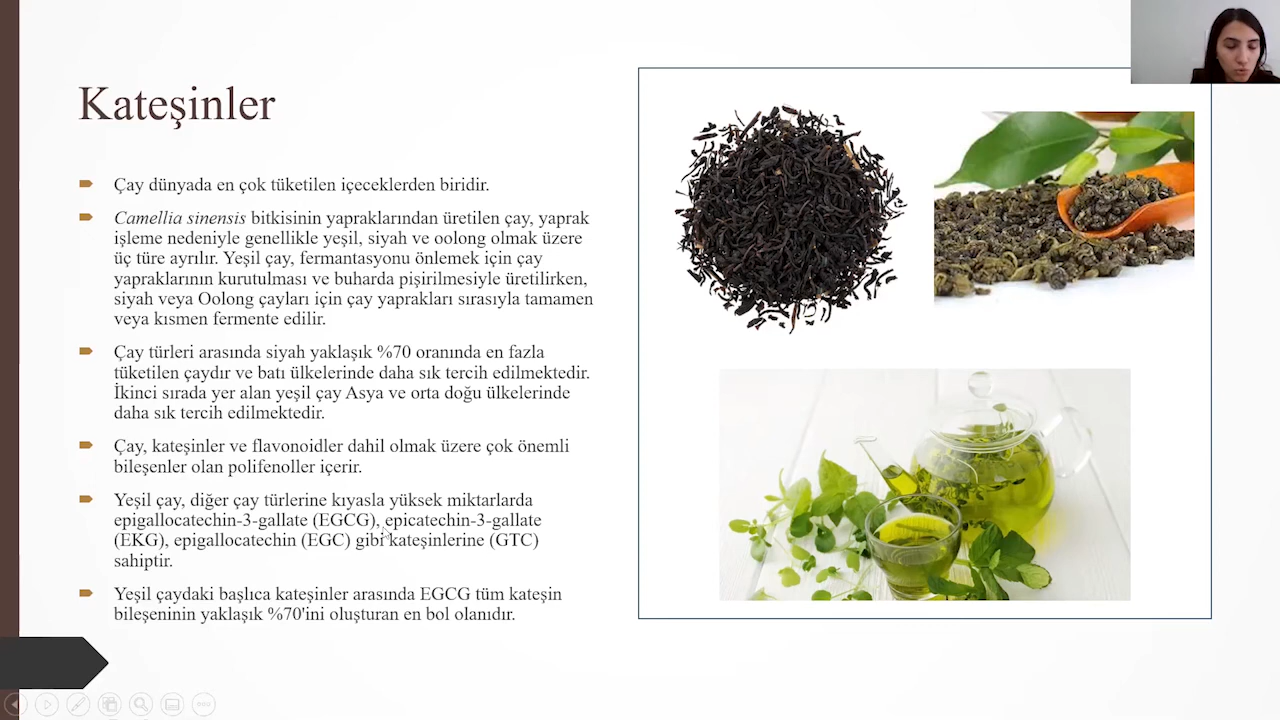 Kateşinler
Çay dünyada en çok tüketilen içeceklerden biridir.
Camellia sinensis bitkisinin yapraklarından üretilen çay, yaprak
işleme nedeniyle genellikle yeşil, siyah ve oolong olmak üzere
üç türe ayrılır. Yeşil çay, fermantasyonu önlemek için çay
yapraklarının kurutulması ve buharda pişirilmesiyle üretilirken,
siyah veya Oolong çayları için çay yaprakları sırasıyla tamamen
veya kısmen fermente edilir.
Çay türleri arasında siyah yaklaşık %70 oranında en fazla
tüketilen çaydır ve batı ülkelerinde daha sık tercih edilmektedir.
İkinci sırada yer alan yeşil çay Asya ve orta doğu ülkelerinde
daha sık tercih edilmektedir.
Çay, kateşinler ve flavonoidler dahil olmak üzere çok önemli
bileşenler olan polifenoller içerir.
Yeşil çay, diğer çay türlerine kıyasla yüksek miktarlarda
epigallocatechin-3-gallate (EGCG), epicatechin-3-gallate
(EKG), epigallocatechin (EGC) gibi kateşinlerine (GTC)
sahiptir.
Yeşil çaydaki başlıca kateşinler arasında EGCG tüm kateşin
bileşeninin yaklaşık %70'ini oluşturan en bol olanıdır.